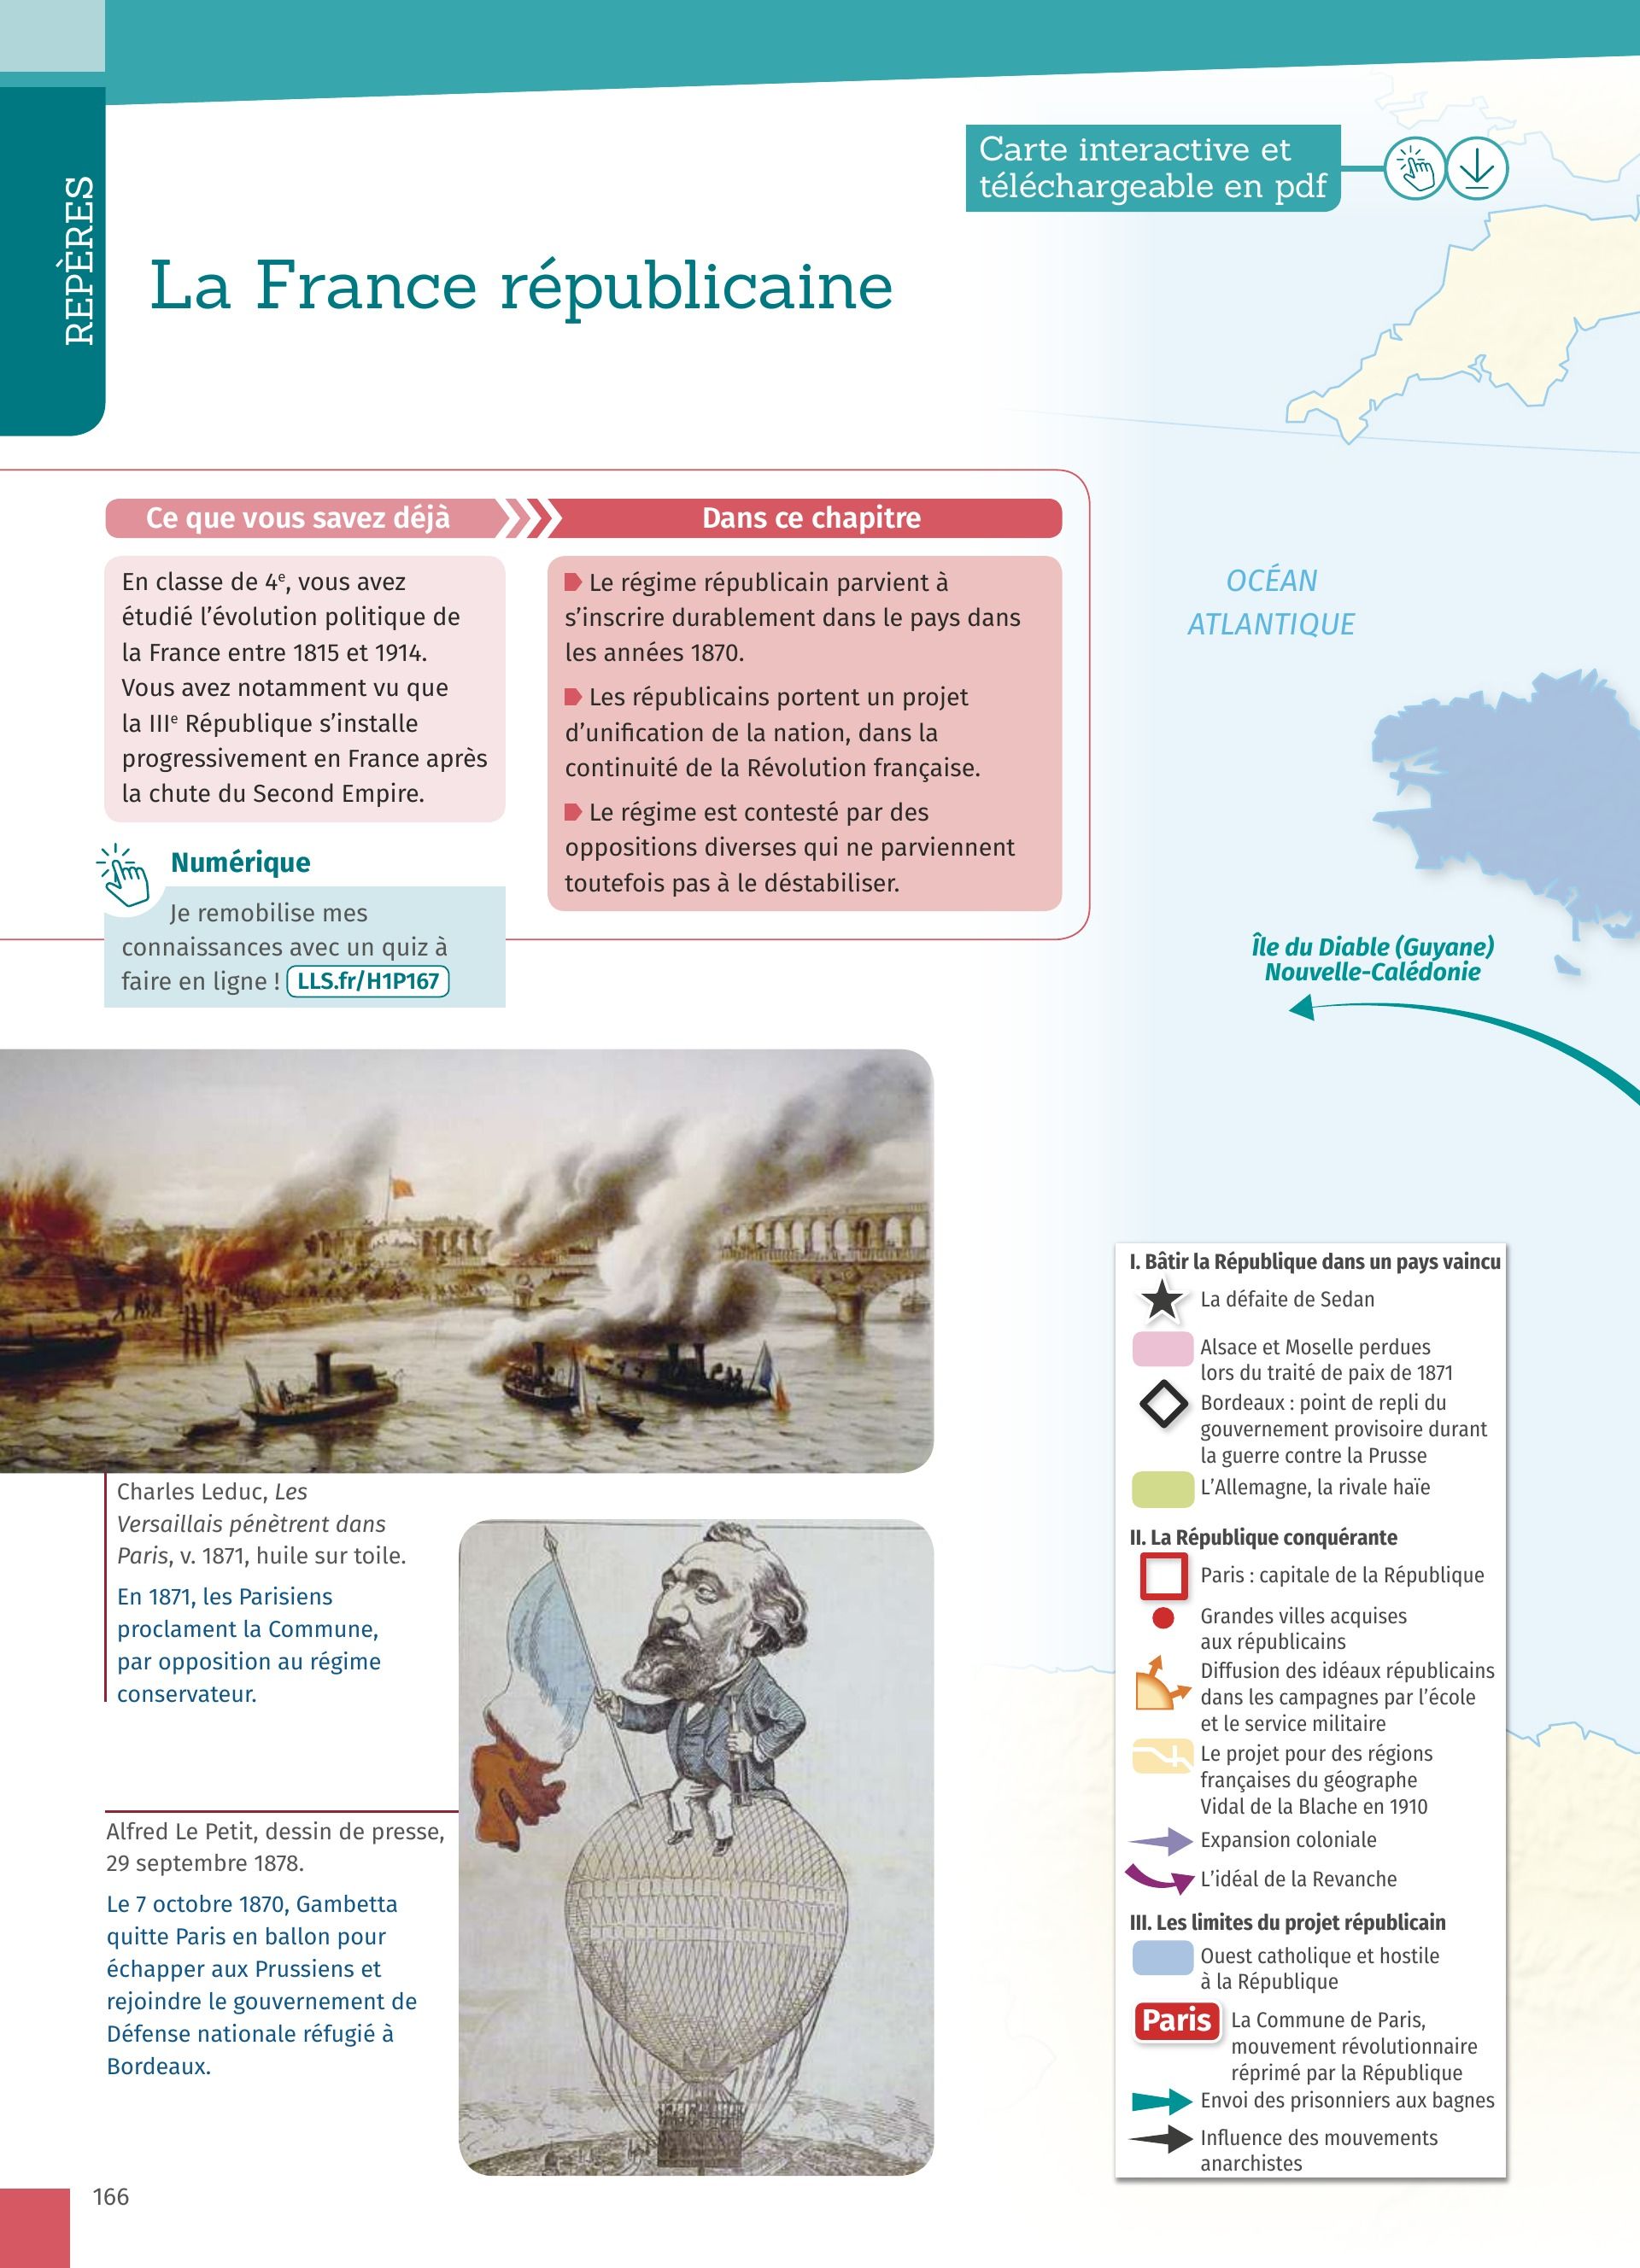 REPÈRES
Carte interactive et
téléchargeable en pdf
La France républicaine
Ce que vous savez déjà
En classe de 4e, vous avez
étudié l’évolution politique de
la France entre 1815 et 1914.
Vous avez notamment vu que
la IIIe République s’installe
progressivement en France après
la chute du Second Empire.
Numérique
Je remobilise mes
connaissances avec un quiz à
faire en ligne ! LLS.fr/H1P167
Dans ce chapitre
Le régime républicain parvient à
s’inscrire durablement dans le pays dans
les années 1870.
Les républicains portent un projet
d’unification de la nation, dans la
continuité de la Révolution française.
Le régime est contesté par des
oppositions diverses qui ne parviennent
toutefois pas à le déstabiliser.
OCÉAN
ATLANTIQUE
Île du Diable (Guyane)
Nouvelle-Calédonie
Charles Leduc, Les
Versaillais pénètrent dans
Paris, v. 1871, huile sur toile.
En 1871, les Parisiens
proclament la Commune,
par opposition au régime
conservateur.
Alfred Le Petit, dessin de presse,
29 septembre 1878.
Le 7 octobre 1870, Gambetta
quitte Paris en ballon pour
échapper aux Prussiens et
rejoindre le gouvernement de
Défense nationale réfugié à
Bordeaux.
I. Bâtir la République dans un pays vaincu
La défaite de Sedan
Alsace et Moselle perdues
lors du traité de paix de 1871
Bordeaux : point de repli du
gouvernement provisoire durant
la guerre contre la Prusse
L’Allemagne, la rivale haïe
II. La République conquérante
Paris : capitale de la République
Grandes villes acquises
aux républicains
Diffusion des idéaux républicains
dans les campagnes par l’école
et le service militaire
Le projet pour des régions
françaises du géographe
Vidal de la Blache en 1910
Expansion coloniale
L’idéal de la Revanche
III. Les limites du projet républicain
Ouest catholique et hostile
à la République
Paris
La Commune de Paris,
mouvement révolutionnaire
réprimé par la République
Envoi des prisonniers aux bagnes
Influence des mouvements
anarchistes
166